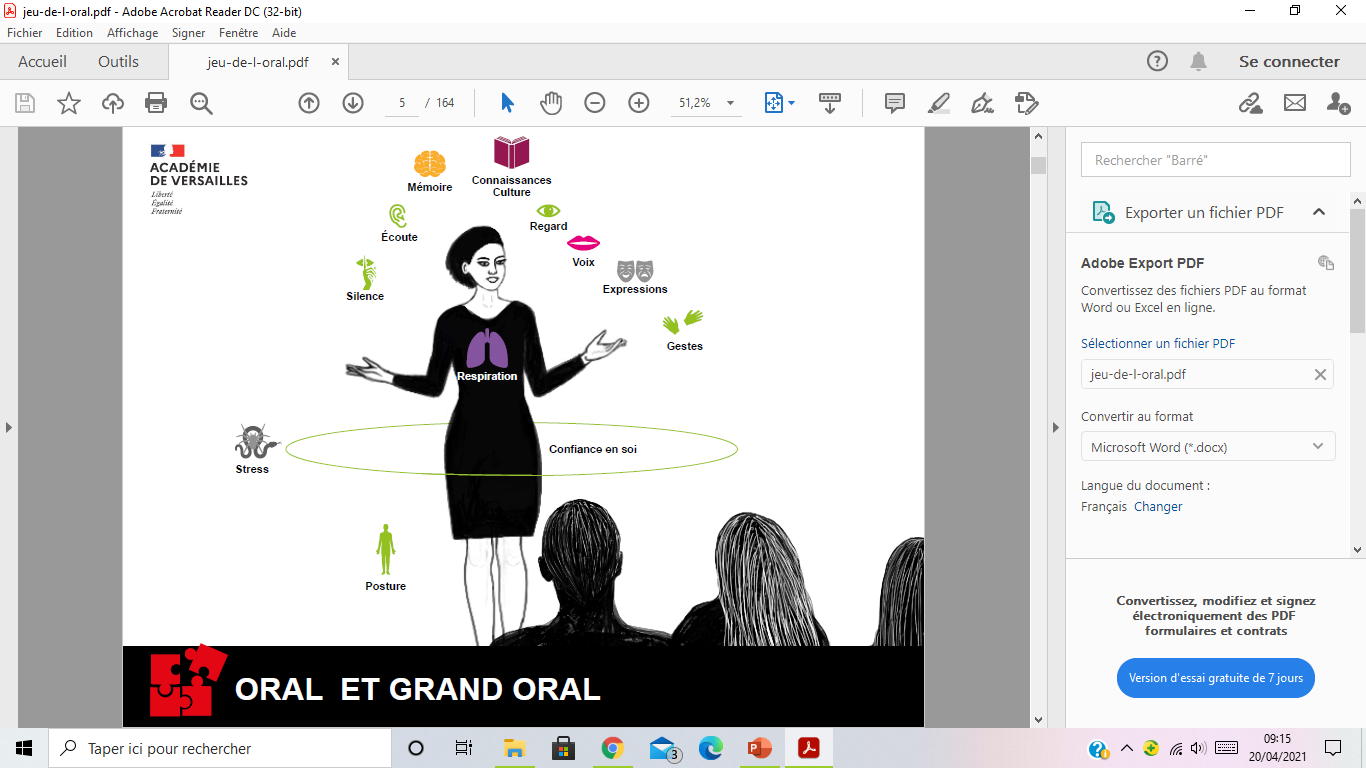 jeu-de-l-oral.pdf - Adobe Acrobat Reader DC (32-bit)
Fichier Edition Affichage Signer Fenêtre Aide
Accueil Outils jeu-de-l-oral.pdf × Se connecter
5 / 164 51,2%
ACADÉMIE
DE VERSAILLES
Liberté
Égalité
Fraternité
Mémoire
Connaissances
Culture
Écoute
Regard
Voix
Silence
Expressions
Gestes
Respiration
Stress
Confiance en soi
Posture
ORAL ET GRAND ORAL
Rechercher "Barré"
Exporter un fichier PDF
Adobe Export PDF
Convertissez des fichiers PDF au format
Word ou Excel en ligne.
Sélectionner un fichier PDF
jeu-de-l-oral.pdf
Convertir au format
Microsoft Word (*.docx)
Langue du document :
Français Changer
Convertissez, modifiez et signez
électroniquement des PDF
formulaires et contrats
Version d'essai gratuite de 7 jours
Taper ici pour rechercher
3
09:15
20/04/2021